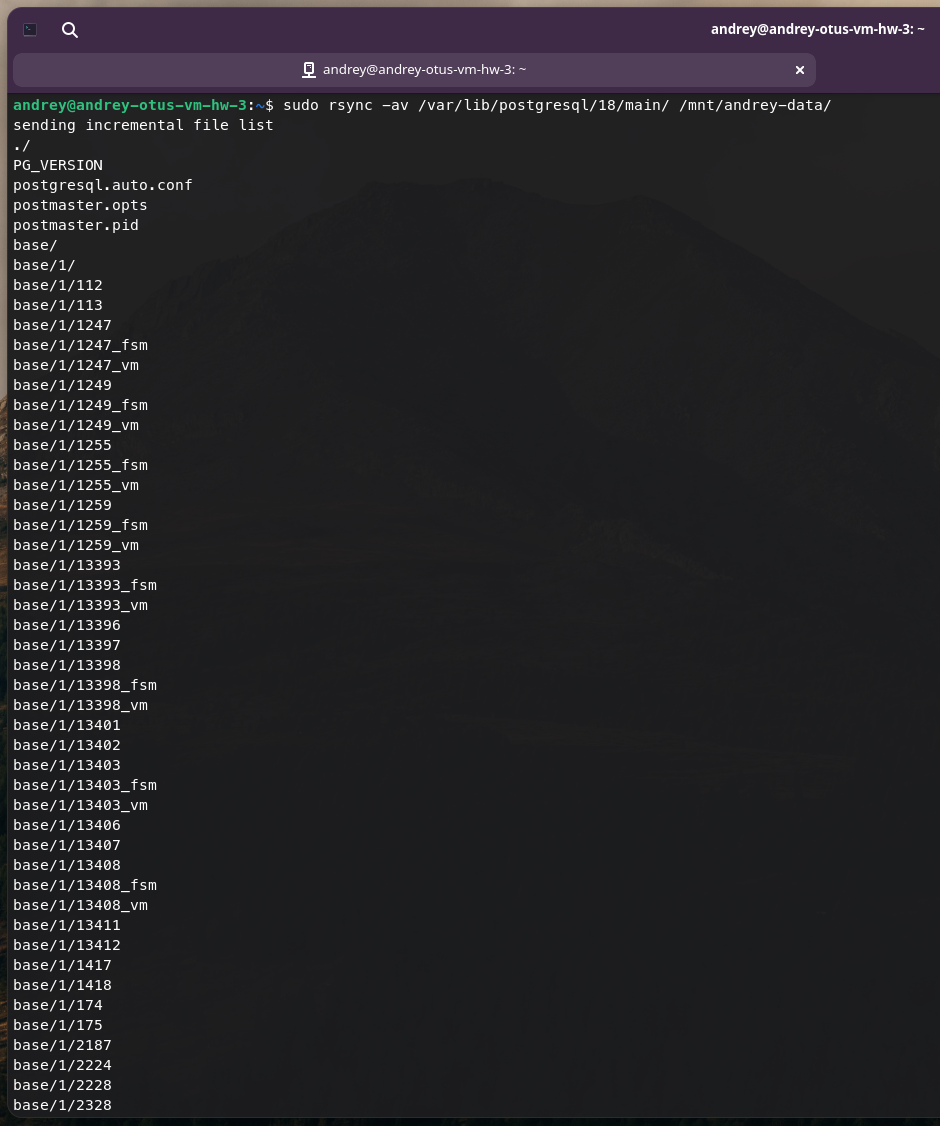 andrey@andrey-otus-vm-hw-3: ~
andrey@andrey-otus-vm-hw-3: ~
andrey@andrey-otus-vm-hw-3:~$ sudo rsync -av /var/lib/postgresql/18/main/ /mnt/andrey-data/
sending incremental file list
./
PG_VERSION
postgresql.auto.conf
postmaster.opts
postmaster.pid
base/
base/1/
base/1/112
base/1/113
base/1/1247
base/1/1247_fsm
base/1/1247_vm
base/1/1249
base/1/1249_fsm
base/1/1249_vm
base/1/1255
base/1/1255_fsm
base/1/1255_vm
base/1/1259
base/1/1259_fsm
base/1/1259_vm
base/1/13393
base/1/13393_fsm
base/1/13393_vm
base/1/13396
base/1/13397
base/1/13398
base/1/13398_fsm
base/1/13398_vm
base/1/13401
base/1/13402
base/1/13403
base/1/13403_fsm
base/1/13403_vm
base/1/13406
base/1/13407
base/1/13408
base/1/13408_fsm
base/1/13408_vm
base/1/13411
base/1/13412
base/1/1417
base/1/1418
base/1/174
base/1/175
base/1/2187
base/1/2224
base/1/2228
base/1/2328